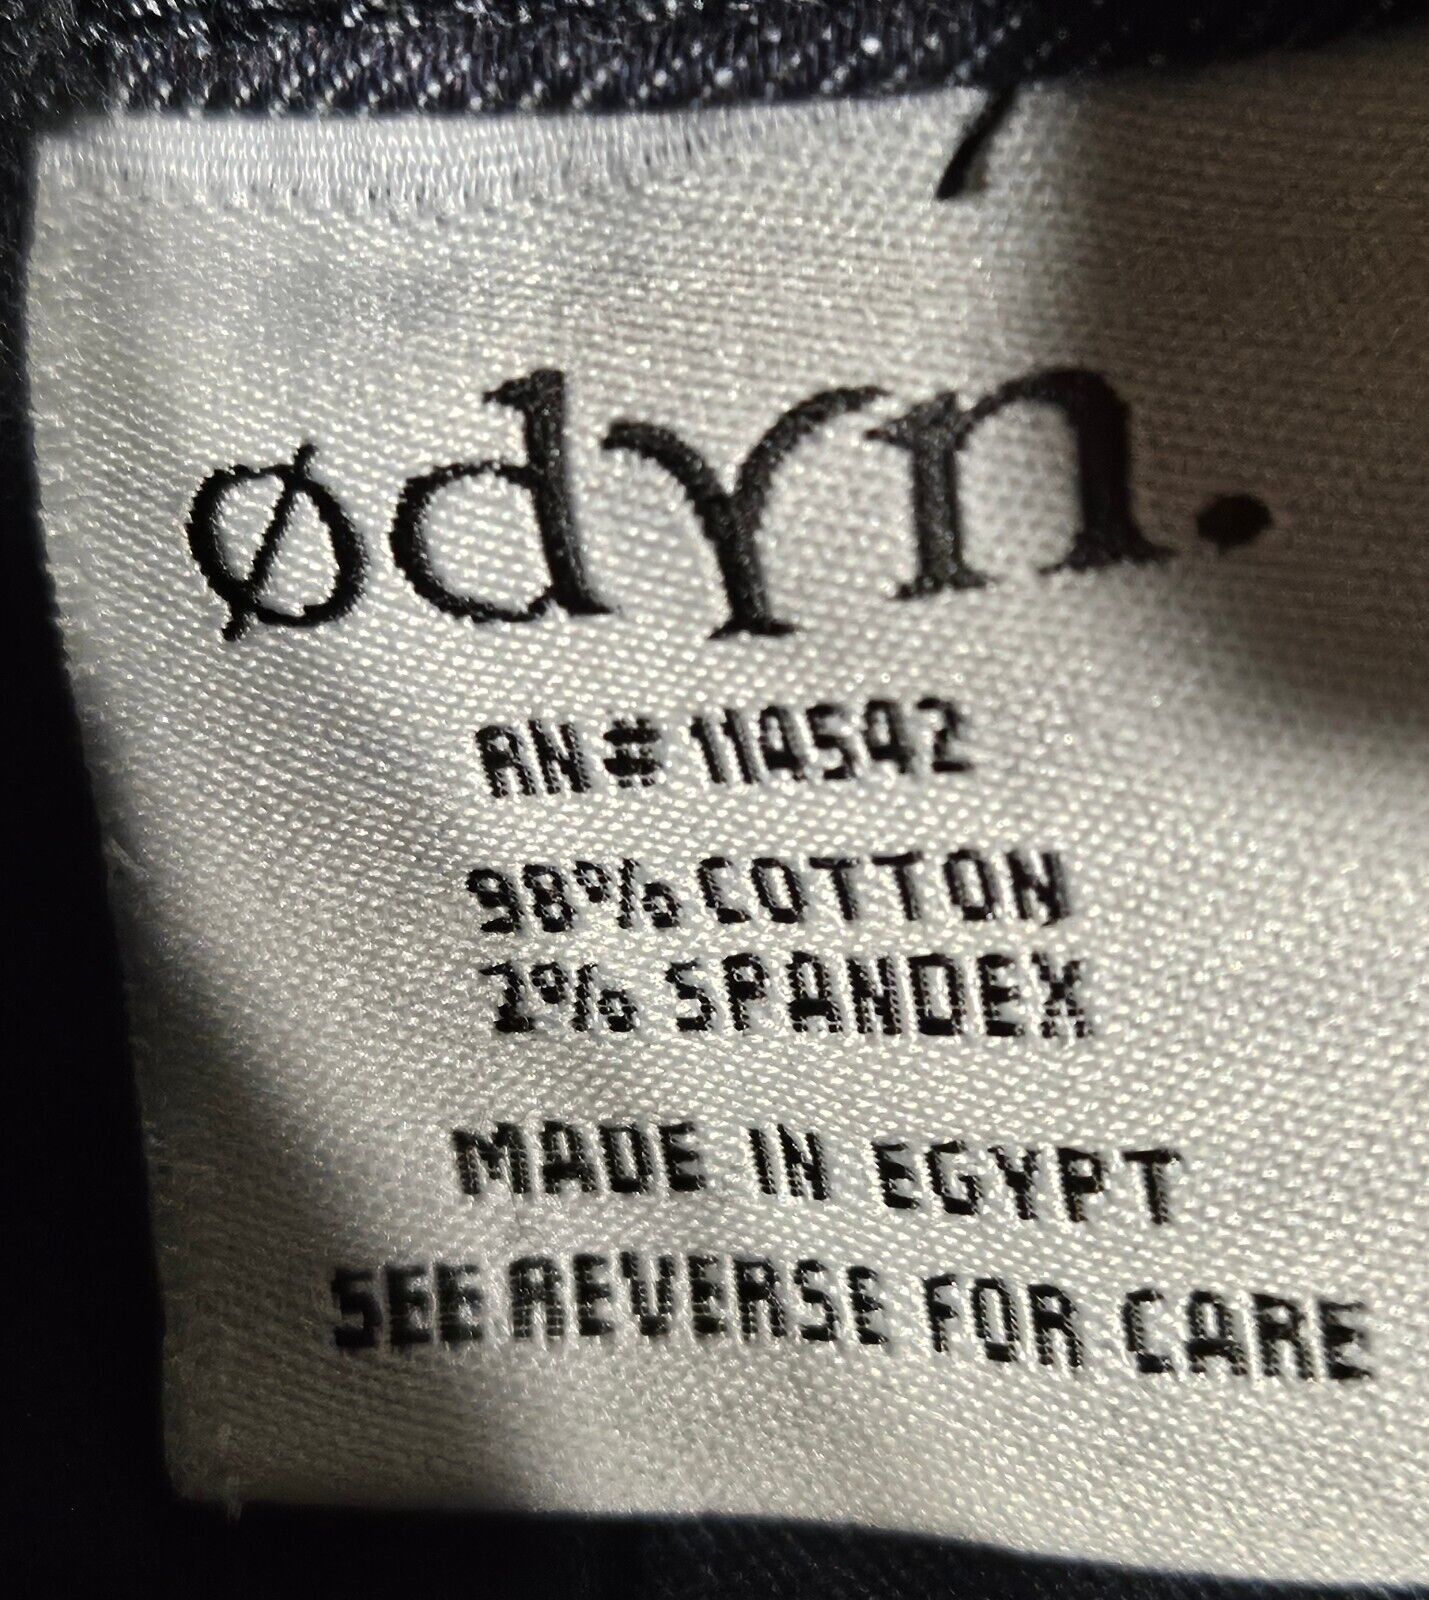 ødyn.
RN# 114542
98% COTTON
2% SPANDEX
MADE IN EGYPT
SEE REVERSE FOR CARE